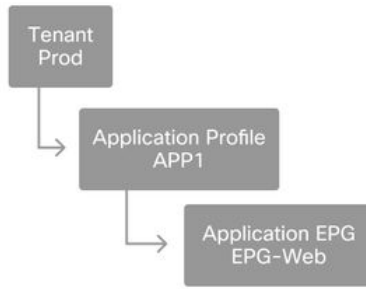 Tenant
Prod
Application Profile
APP1
Application EPG
EPG-Web